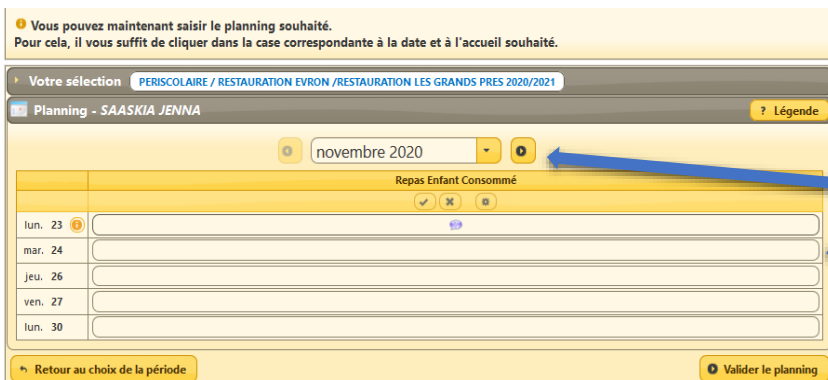 Vous pouvez maintenant saisir le planning souhaité.
Pour cela, il vous suffit de cliquer dans la case correspondante à la date et à l'accueil souhaité.
Votre sélection PERISCOLAIRE / RESTAURATION EVRON /RESTAURATION LES GRANDS PRES 2020/2021
Planning - SAASKIA JENNA ? Légende
novembre 2020
Repas Enfant Consommé
lun. 23
mar. 24
jeu. 26
ven. 27
lun. 30
Retour au choix de la période Valider le planning